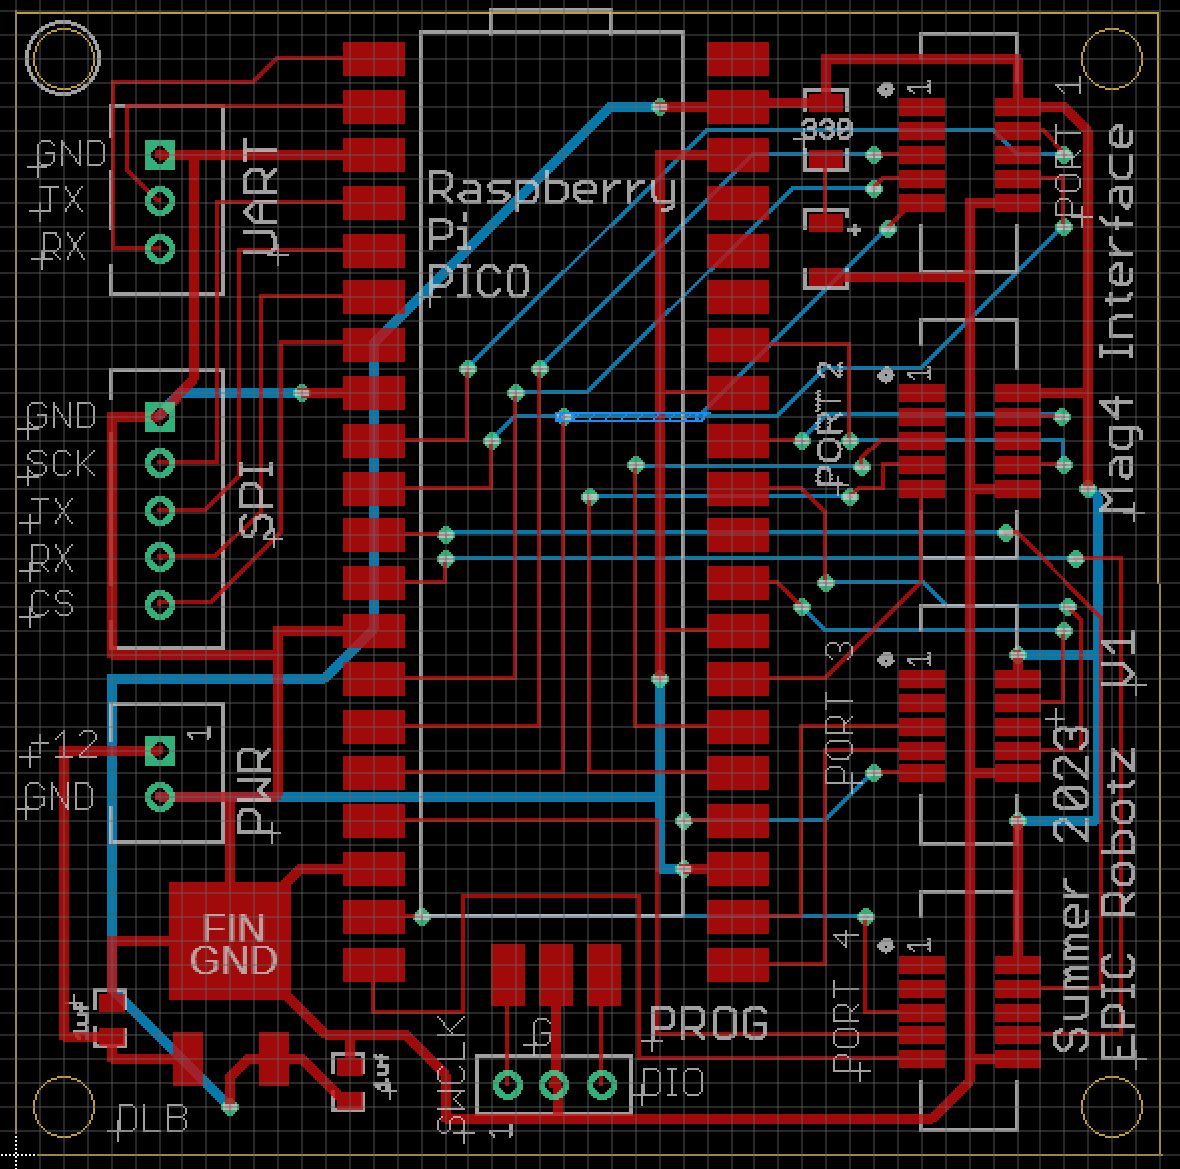 GND
TX
RX
UART
Raspberry
Pi
PICO
330
+
1
1
PORT
GND
SCK
TX
RX
CS
SPI
PORT 2
1
Mag4 Interface
V1
+12
GND
1
PWR
PORT 3
1
+
FIN
GND
1uf
4uf
DLB
SWCLK
G
1
DIO
PROG
PORT 4
1
Summer 2023
EPIC Robotz